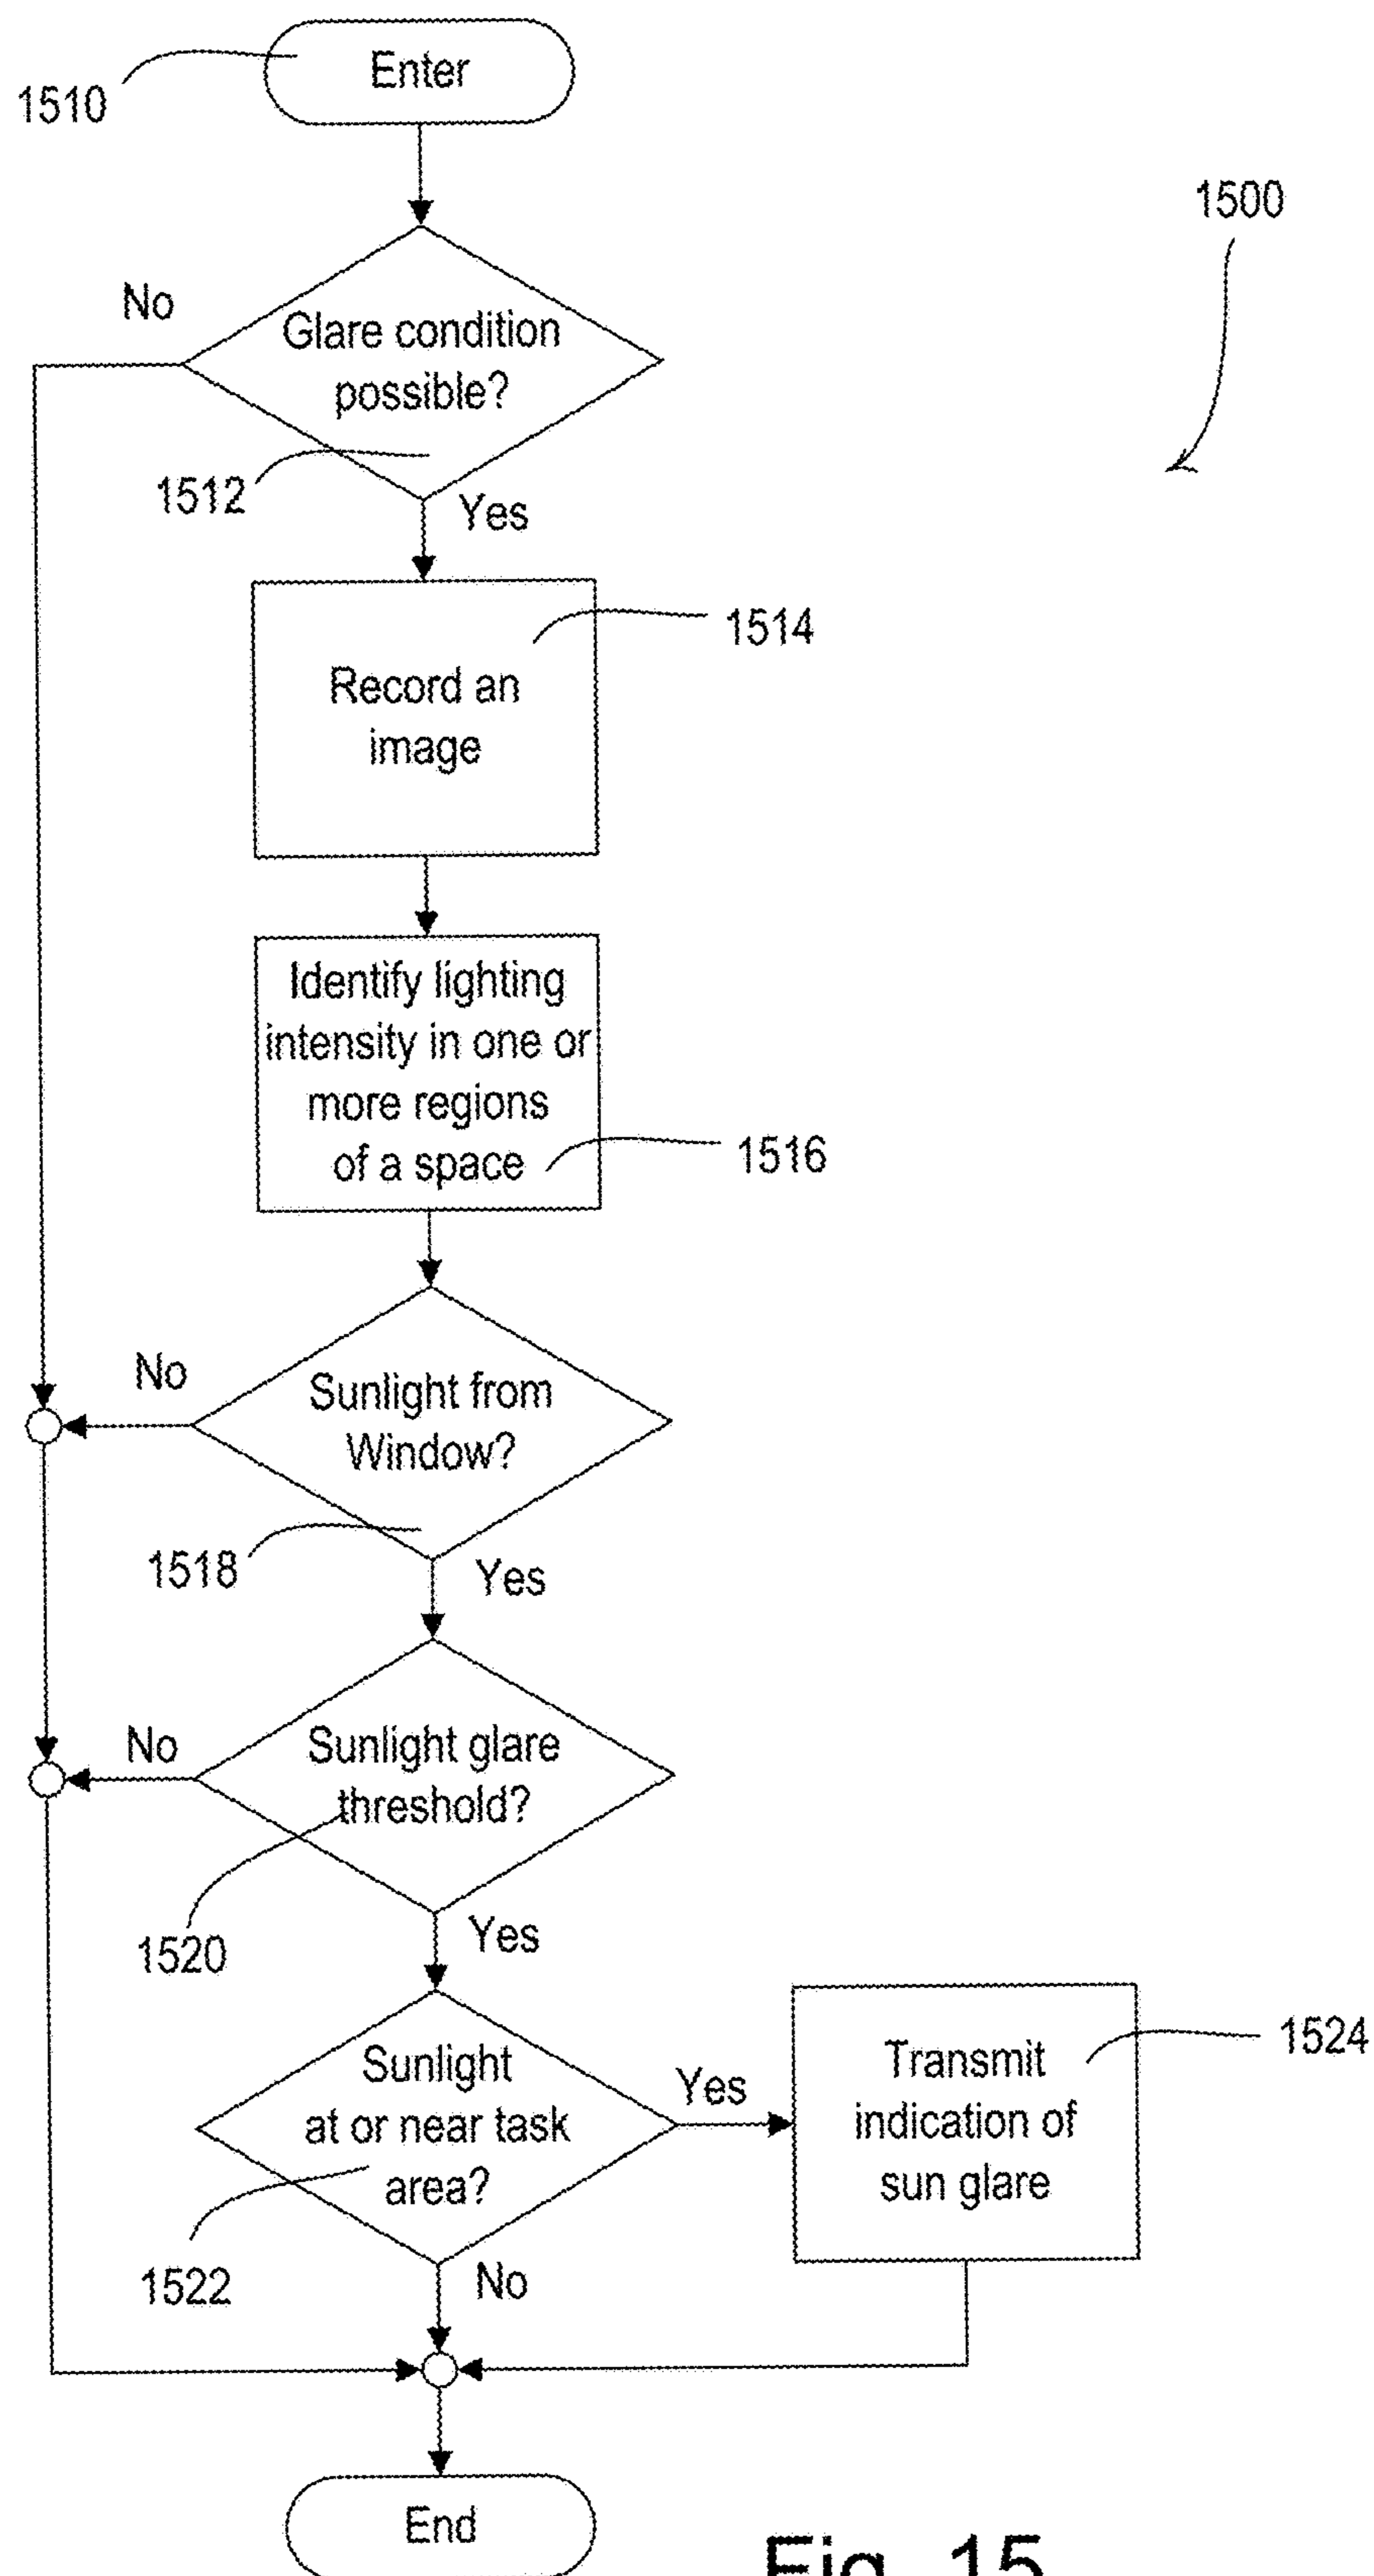 Enter
1510
1500
No
Glare condition
possible?
1512
Yes
1514
Record an
image
Identify lighting
intensity in one or
more regions
of a space
1516
No
Sunlight from
Window?
1518
Yes
No
Sunlight glare
threshold?
1520
Yes
Sunlight
at or near task
area?
Yes
Transmit
indication of
sun glare
1524
1522
No
End
Fig. 15